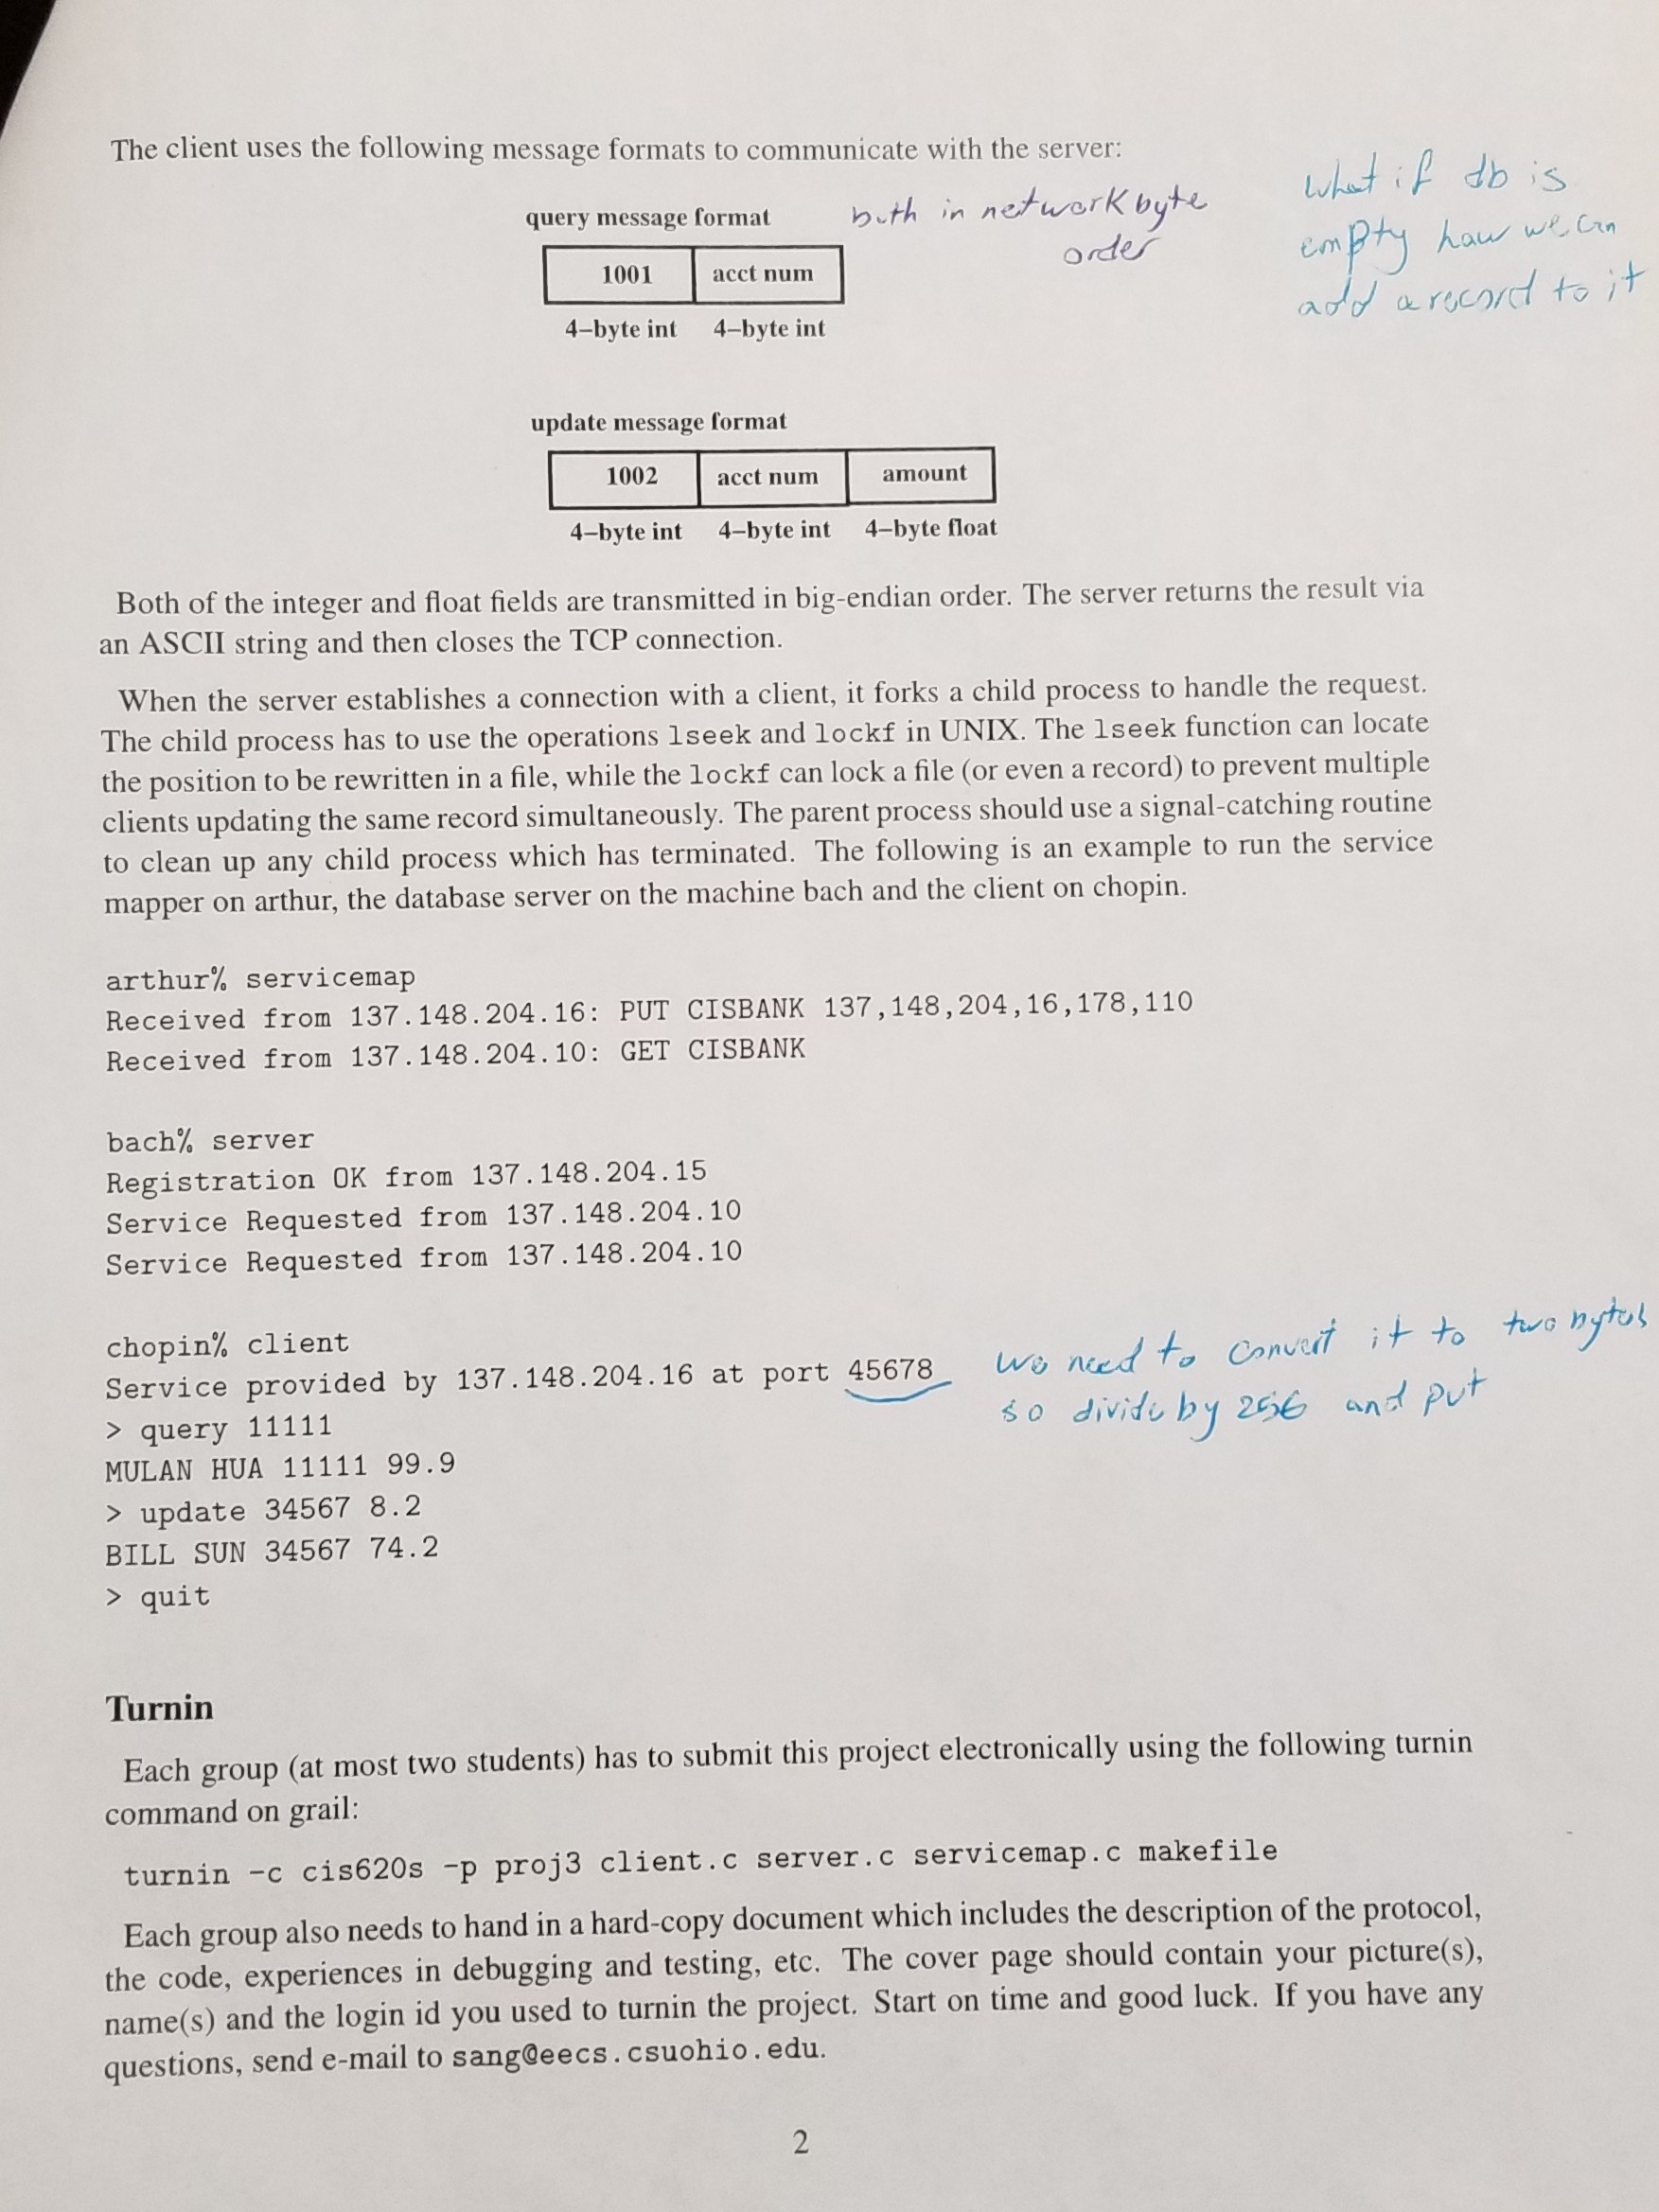 The client uses the following message formats to communicate with the server:
query message format
both in network byte
order
what if db is
empty how we can
add a record to it
1001 acct num
4-byte int 4-byte int
update message format
1002 acct num amount
4-byte int 4-byte int 4-byte float
Both of the integer and float fields are transmitted in big-endian order. The server returns the result via
an ASCII string and then closes the TCP connection.
When the server establishes a connection with a client, it forks a child process to handle the request.
The child process has to use the operations lseek and lockf in UNIX. The lseek function can locate
the position to be rewritten in a file, while the lockf can lock a file (or even a record) to prevent multiple
clients updating the same record simultaneously. The parent process should use a signal-catching routine
to clean up any child process which has terminated. The following is an example to run the service
mapper on arthur, the database server on the machine bach and the client on chopin.
arthur% servicemap
Received from 137.148.204.16: PUT CISBANK 137,148,204,16,178,110
Received from 137.148.204.10: GET CISBANK
bach% server
Registration OK from 137.148.204.15
Service Requested from 137.148.204.10
Service Requested from 137.148.204.10
chopin% client
Service provided by 137.148.204.16 at port 45678
we need to convert it to two bytes
so divide by 256 and put
> query 11111
MULAN HUA 11111 99.9
> update 34567 8.2
BILL SUN 34567 74.2
> quit
Turnin
Each group (at most two students) has to submit this project electronically using the following turnin
command on grail:
turnin -c cis620s -p proj3 client.c server.c servicemap.c makefile
Each group also needs to hand in a hard-copy document which includes the description of the protocol,
the code, experiences in debugging and testing, etc. The cover page should contain your picture(s),
name(s) and the login id you used to turnin the project. Start on time and good luck. If you have any
questions, send e-mail to sang@eecs.csuohio.edu.
2